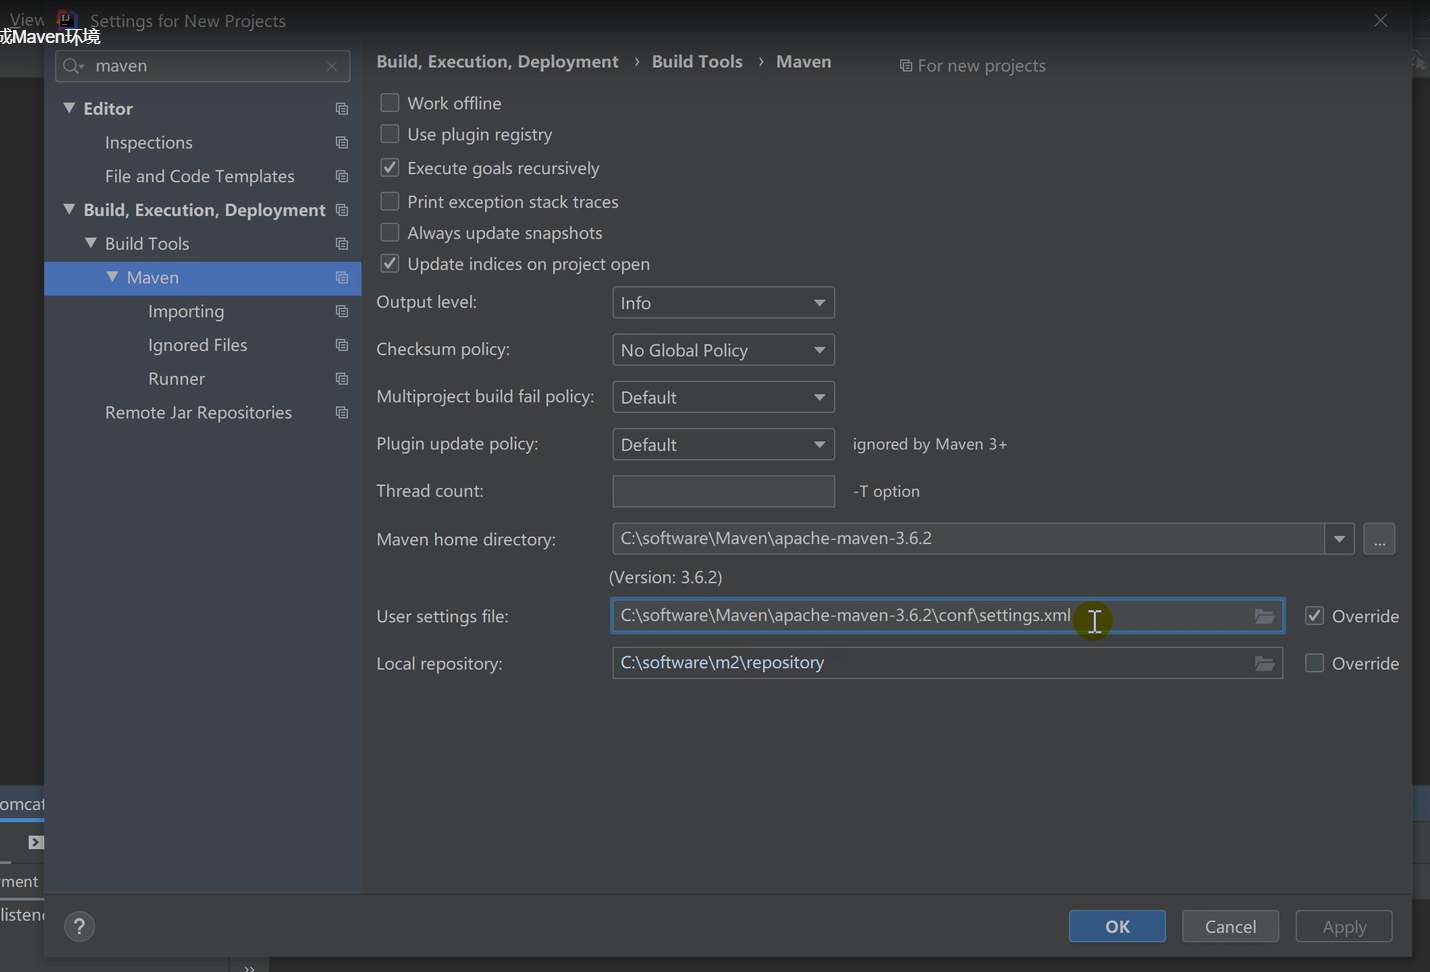 View
Settings for New Projects
成Maven环境
maven
Build, Execution, Deployment › Build Tools › Maven
For new projects
Editor
Inspections
File and Code Templates
Build, Execution, Deployment
Build Tools
Maven
Importing
Ignored Files
Runner
Remote Jar Repositories
Work offline
Use plugin registry
Execute goals recursively
Print exception stack traces
Always update snapshots
Update indices on project open
Output level: Info
Checksum policy: No Global Policy
Multiproject build fail policy: Default
Plugin update policy: Default ignored by Maven 3+
Thread count: -T option
Maven home directory: C:\software\Maven\apache-maven-3.6.2 ...
(Version: 3.6.2)
User settings file: C:\software\Maven\apache-maven-3.6.2\conf\settings.xml Override
Local repository: C:\software\m2\repository Override
omcat
ment
listene
?
OK Cancel Apply
»